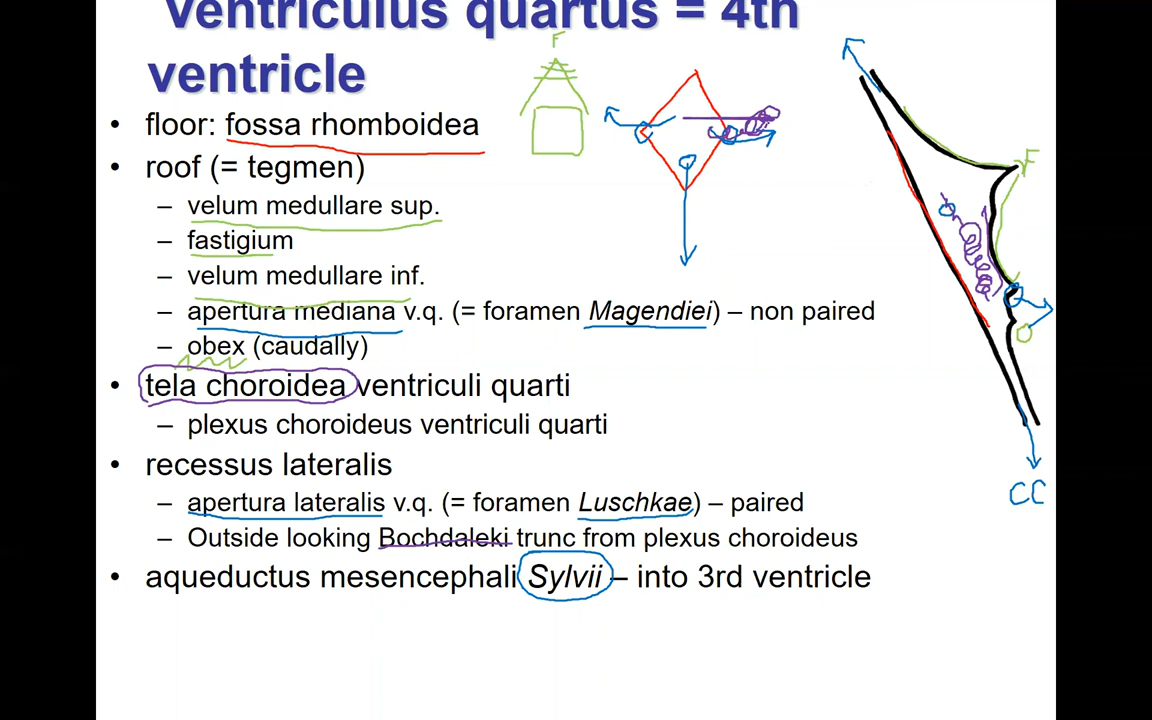 ventriculus quartus = 4th
ventricle
F
• floor: fossa rhomboidea
• roof (= tegmen)
F
– velum medullare sup.
– fastigium
– velum medullare inf.
– apertura mediana v.q. (= foramen Magendiei) – non paired
O
– obex (caudally)
• tela choroidea ventriculi quarti
– plexus choroideus ventriculi quarti
• recessus lateralis
CC
– apertura lateralis v.q. (= foramen Luschkae) – paired
– Outside looking Bochdaleki trunc from plexus choroideus
• aqueductus mesencephali Sylvii – into 3rd ventricle